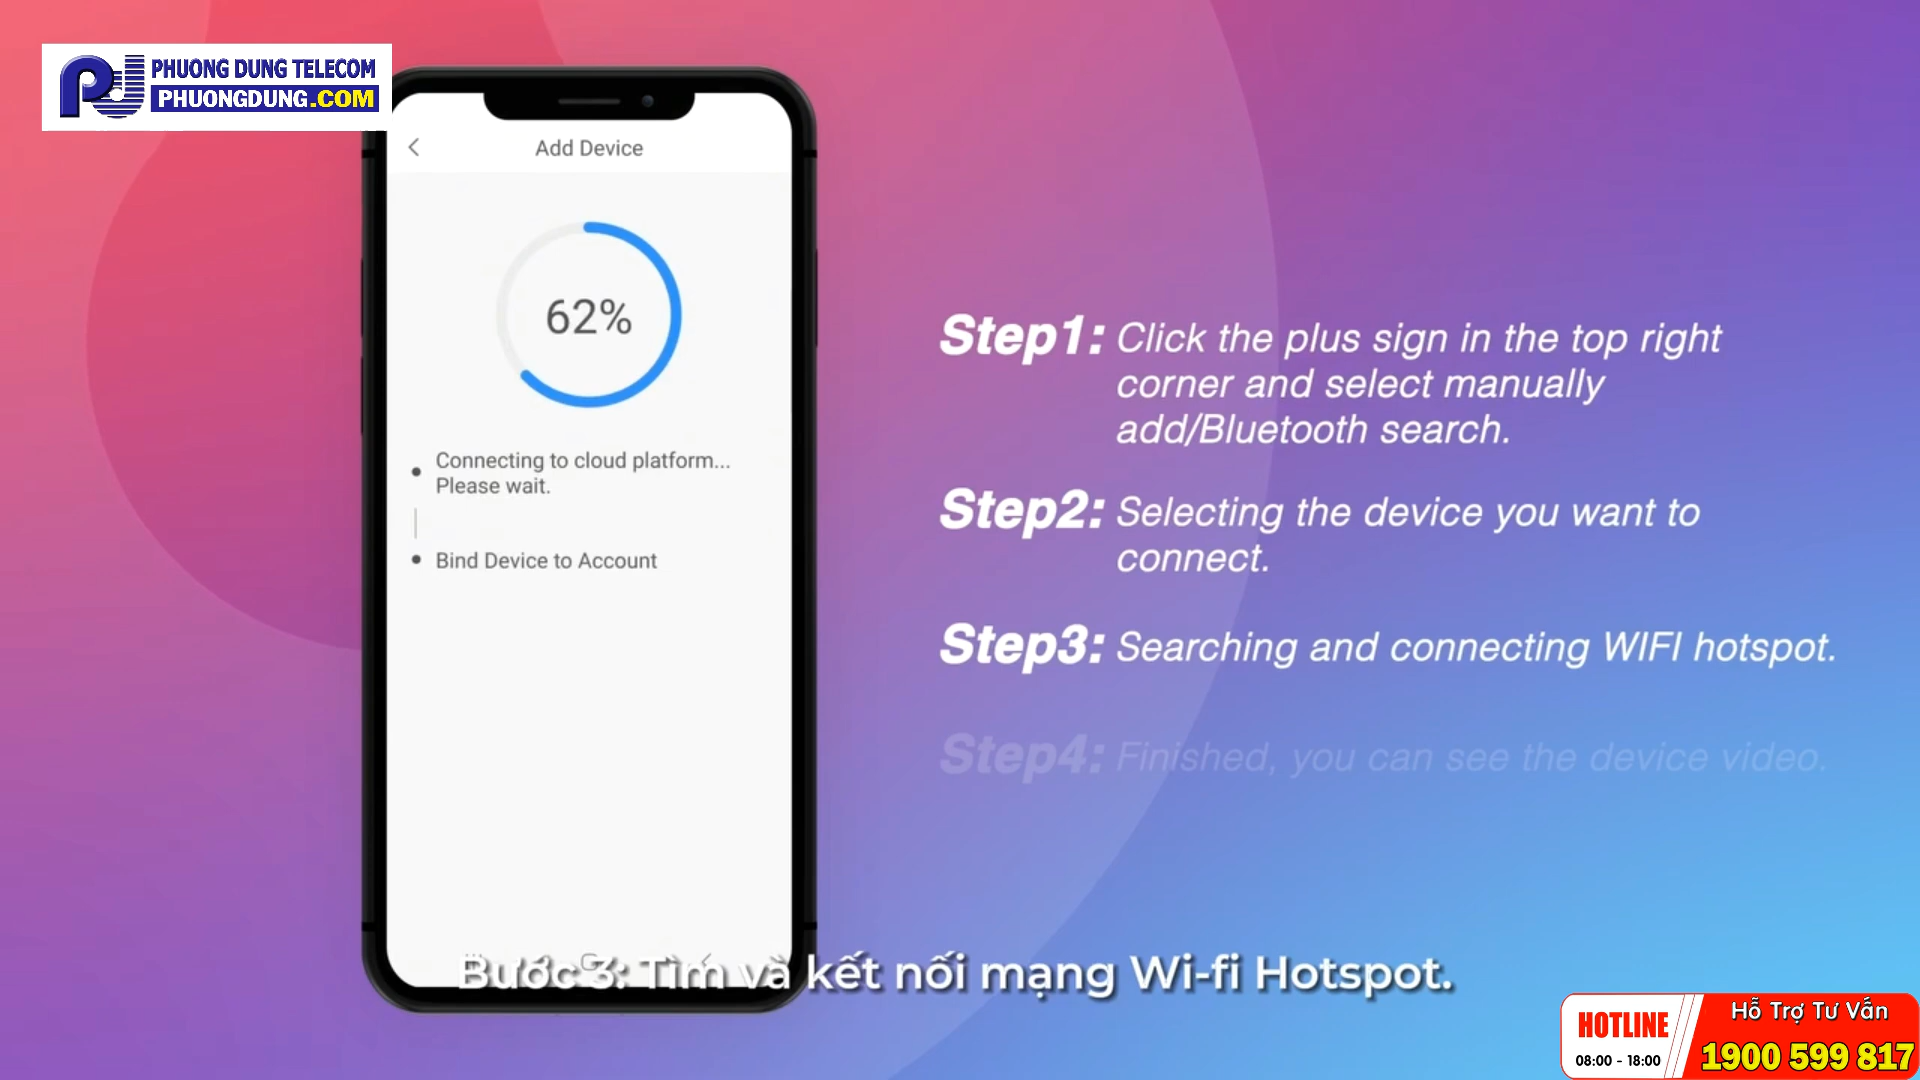 PHUONG DUNG TELECOM
PHUONGDUNG.COM
Add Device
62%
Connecting to cloud platform...
Please wait.
Bind Device to Account
Step1: Click the plus sign in the top right
corner and select manually
add/Bluetooth search.
Step2: Selecting the device you want to
connect.
Step3: Searching and connecting WIFI hotspot.
Step4: Finished, you can see the device video.
Bước 3: Tìm và kết nối mạng Wi-fi Hotspot.
HOTLINE
08:00 - 18:00
Hỗ Trợ Tư Vấn
1900 599 817